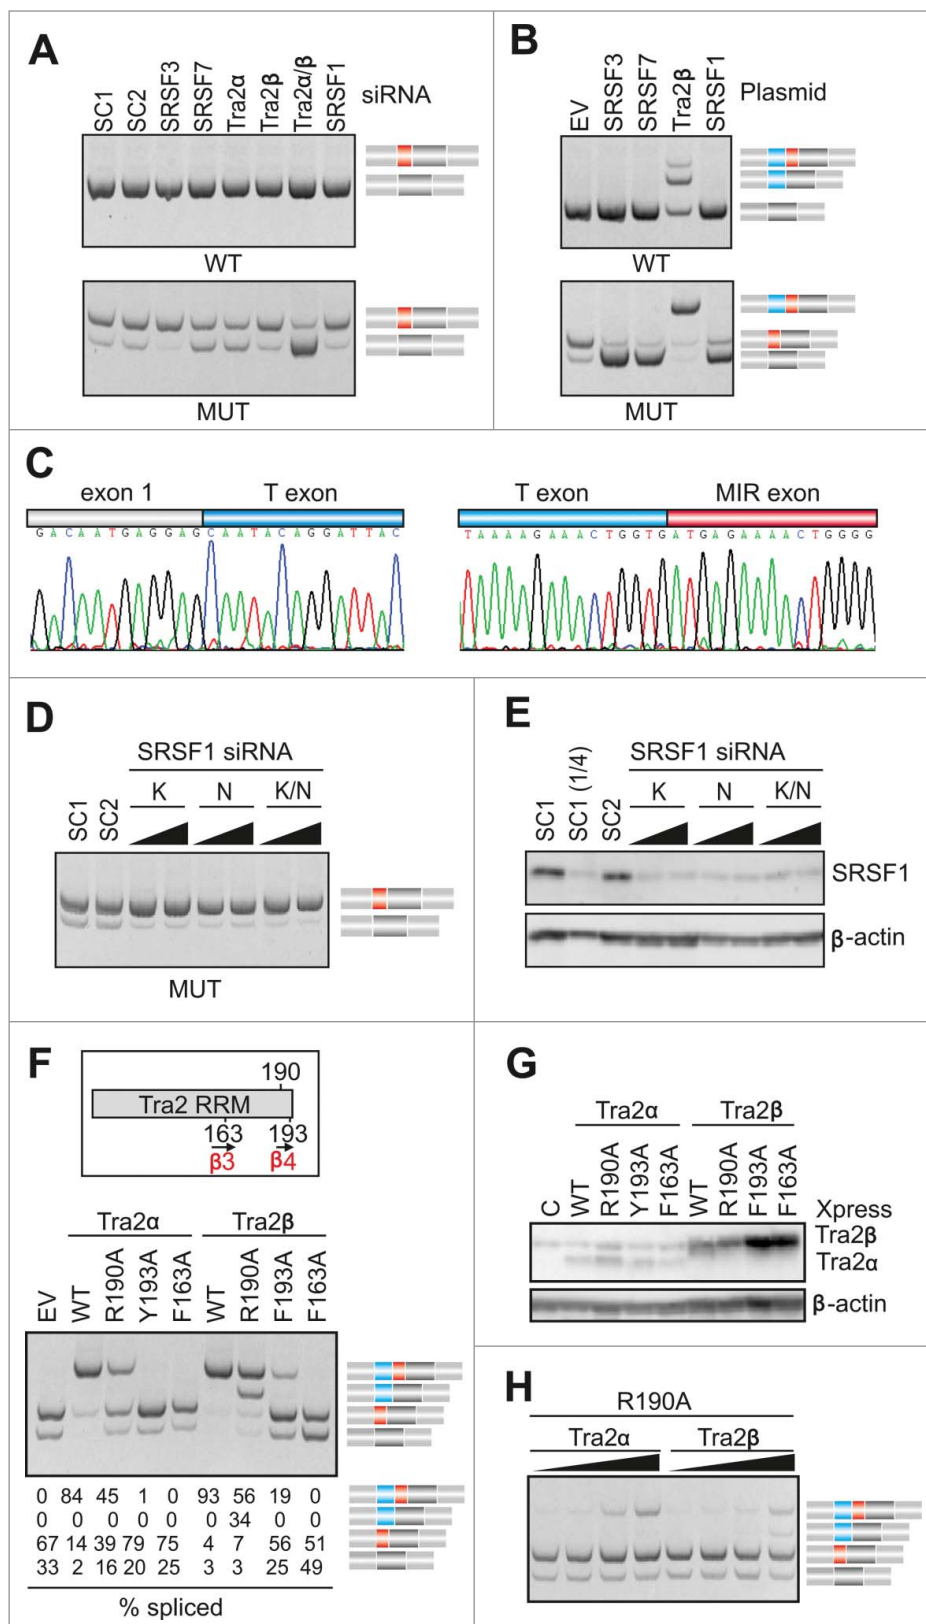 A
SC1
SC2
SRSF3
SRSF7
Tra2α
Tra2β
Tra2α/β
SRSF1
siRNA
WT
MUT
B
EV
SRSF3
SRSF7
Tra2β
SRSF1
Plasmid
WT
MUT
C
exon 1 T exon
GACAATGAGGAGCAATACAGGATTAC
T exon MIR exon
TAAAAGAAACTGGTGATGAGAAAACTGGGG
D
SRSF1 siRNA
K N K/N
SC1
SC2
MUT
E
SRSF1 siRNA
K N K/N
SC1
SC1 (1/4)
SC2
SRSF1
β-actin
F
190
Tra2 RRM
163 193
β3 β4
Tra2α Tra2β
EV
WT
R190A
Y193A
F163A
WT
R190A
F193A
F163A
0 84 45 1 0 93 56 19 0
0 0 0 0 0 0 34 0 0
67 14 39 79 75 4 7 56 51
33 2 16 20 25 3 3 25 49
% spliced
G
Tra2α Tra2β
C
WT
R190A
Y193A
F163A
WT
R190A
F193A
F163A
Xpress
Tra2β
Tra2α
β-actin
H
R190A
Tra2α Tra2β